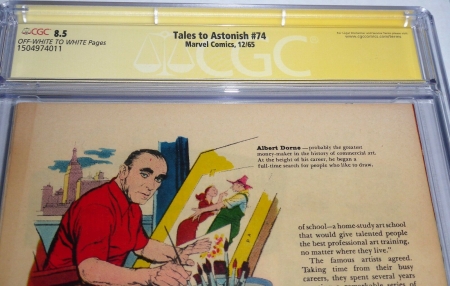 CGC 8.5
OFF-WHITE TO WHITE Pages
1504974011
Tales to Astonish #74
Marvel Comics, 12/65
CGC
Albert Dorne — probably the greatest
money-maker in the history of commercial art.
At the height of his career, he began a
full-time search for people who like to draw.
of school—a home-study art school
that would give talented people
the best professional art training,
no matter where they live."
The famous artists agreed.
Taking time from their busy
careers, they spent several years